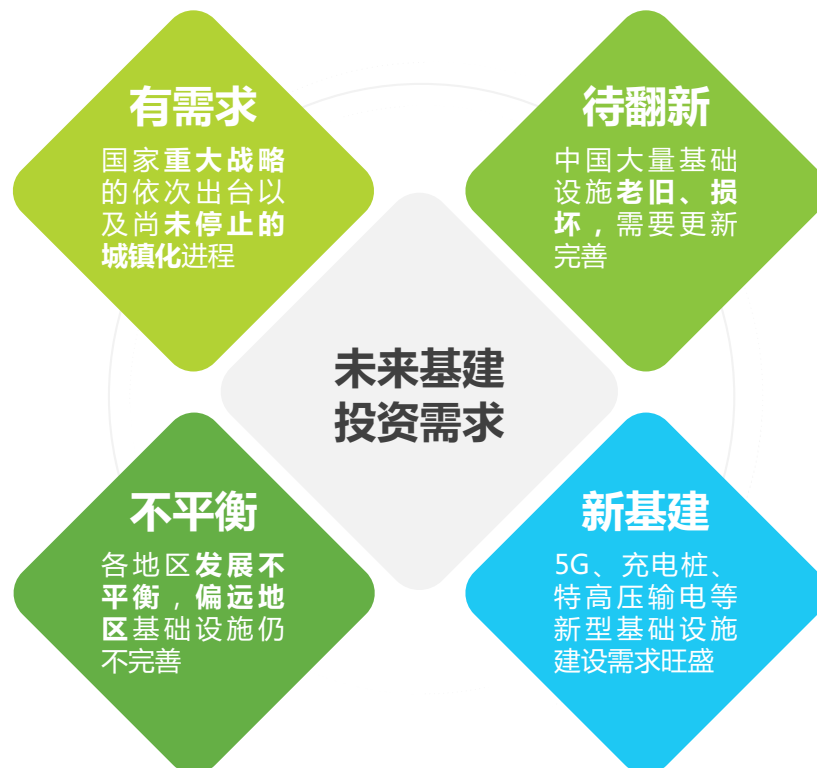 有需求
国家重大战略
的依次出台以
及尚未停止的
城镇化进程
待翻新
中国大量基础
设施老旧、损
坏，需要更新
完善
未来基建
投资需求
不平衡
各地区发展不
平衡，偏远地
区基础设施仍
不完善
新基建
5G、充电桩、
特高压输电等
新型基础设施
建设需求旺盛